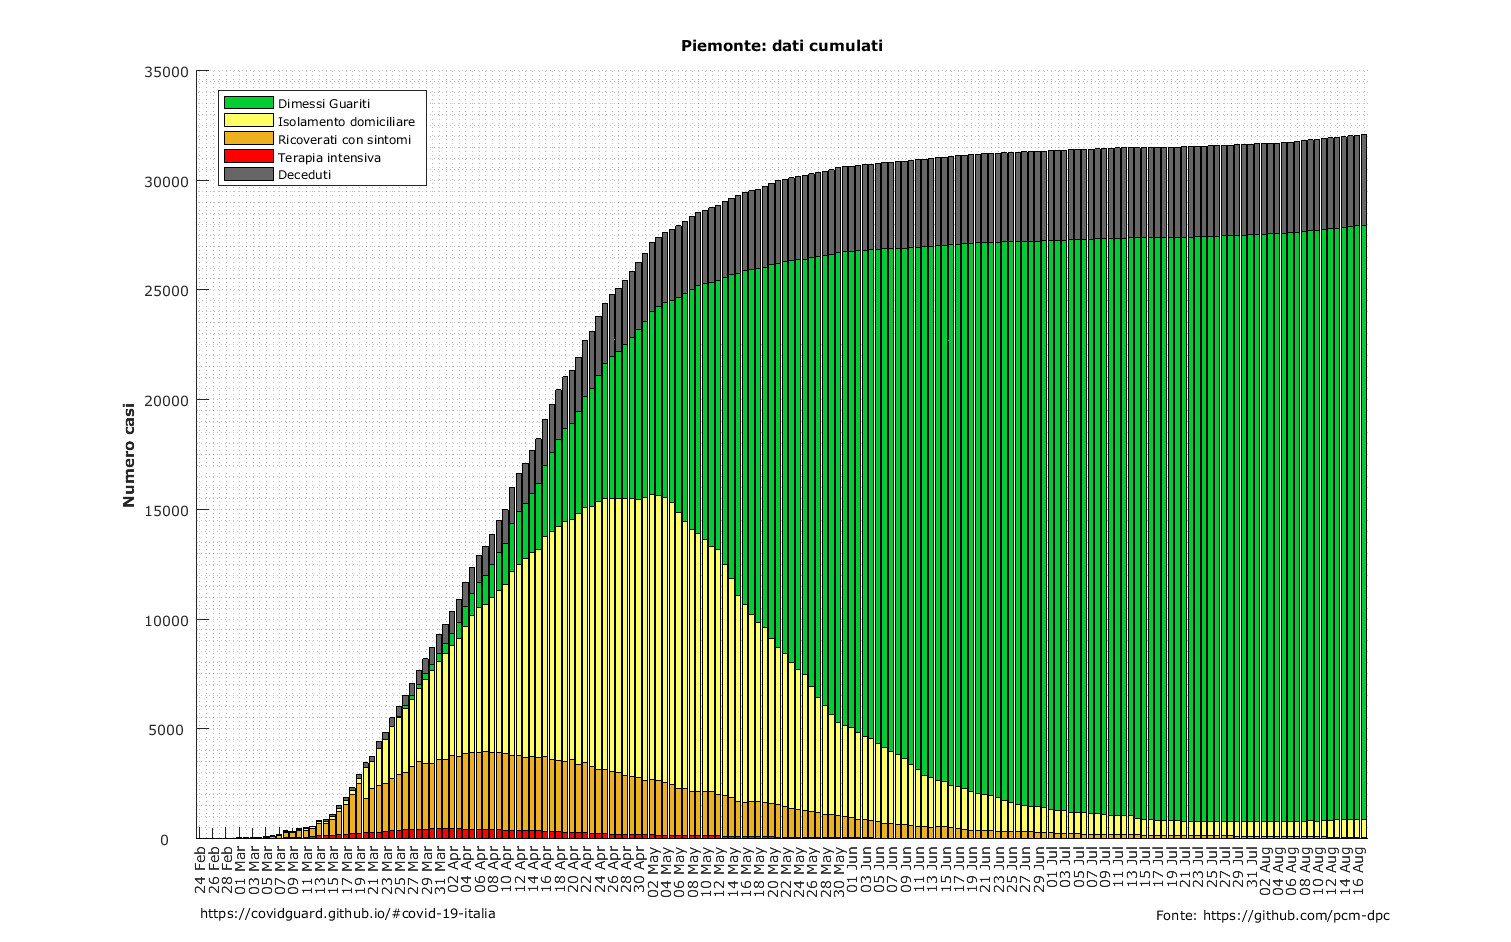 Piemonte: dati cumulati
35000
30000
25000
20000
15000
10000
5000
0
Numero casi
Dimessi Guariti
Isolamento domiciliare
Ricoverati con sintomi
Terapia intensiva
Deceduti
24 Feb
26 Feb
28 Feb
01 Mar
03 Mar
05 Mar
07 Mar
09 Mar
11 Mar
13 Mar
15 Mar
17 Mar
19 Mar
21 Mar
23 Mar
25 Mar
27 Mar
29 Mar
31 Mar
02 Apr
04 Apr
06 Apr
08 Apr
10 Apr
12 Apr
14 Apr
16 Apr
18 Apr
20 Apr
22 Apr
24 Apr
26 Apr
28 Apr
30 Apr
02 May
04 May
06 May
08 May
10 May
12 May
14 May
16 May
18 May
20 May
22 May
24 May
26 May
28 May
30 May
01 Jun
03 Jun
05 Jun
07 Jun
09 Jun
11 Jun
13 Jun
15 Jun
17 Jun
19 Jun
21 Jun
23 Jun
25 Jun
27 Jun
29 Jun
01 Jul
03 Jul
05 Jul
07 Jul
09 Jul
11 Jul
13 Jul
15 Jul
17 Jul
19 Jul
21 Jul
23 Jul
25 Jul
27 Jul
29 Jul
31 Jul
02 Aug
04 Aug
06 Aug
08 Aug
10 Aug
12 Aug
14 Aug
16 Aug
https://covidguard.github.io/#covid-19-italia
Fonte: https://github.com/pcm-dpc